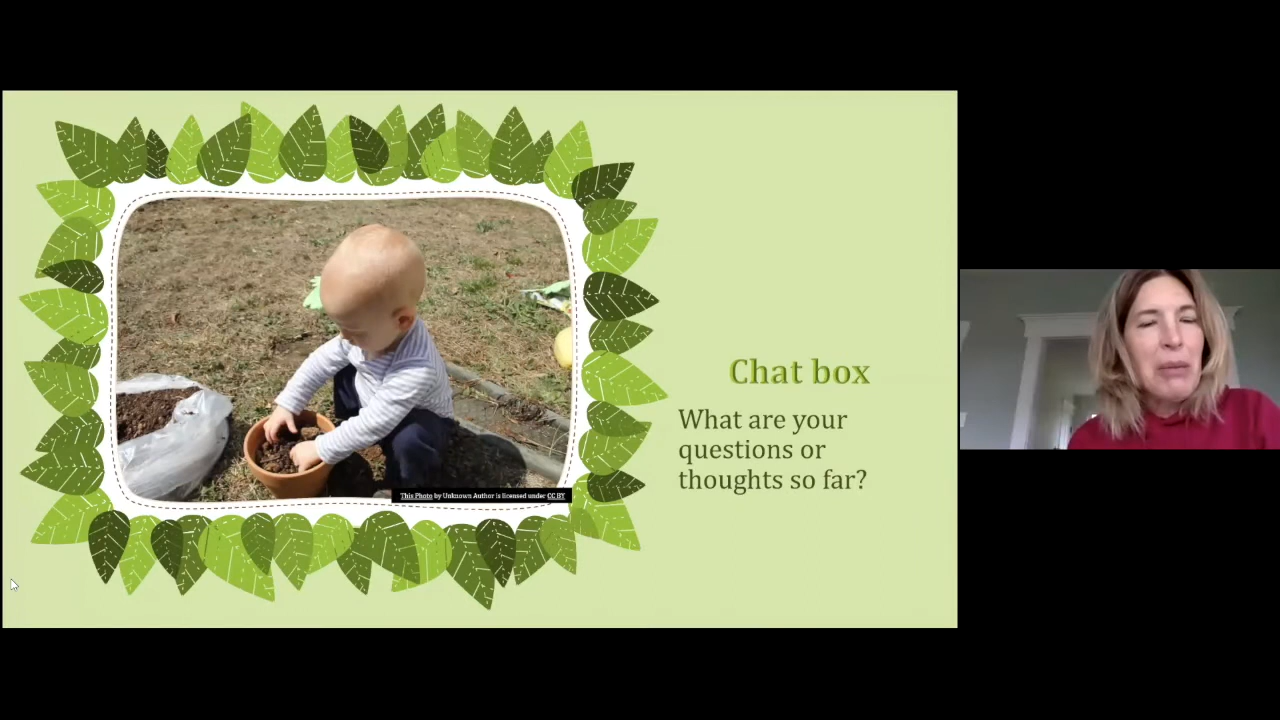 Chat box
What are your
questions or
thoughts so far?
This Photo by Unknown Author is licensed under CC BY